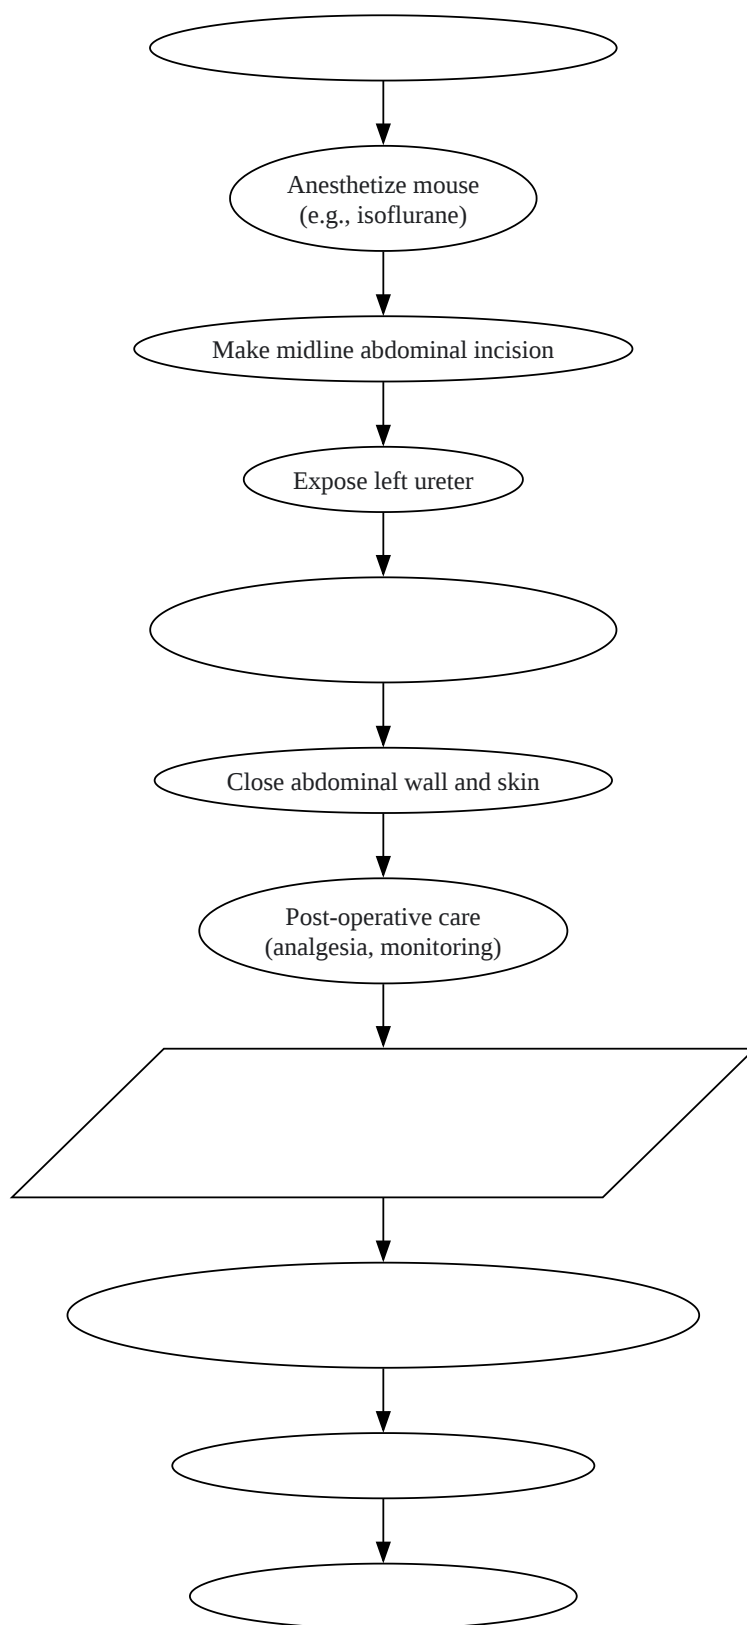 Anesthetize mouse
(e.g., isoflurane)
Make midline abdominal incision
Expose left ureter
Close abdominal wall and skin
Post-operative care
(analgesia, monitoring)